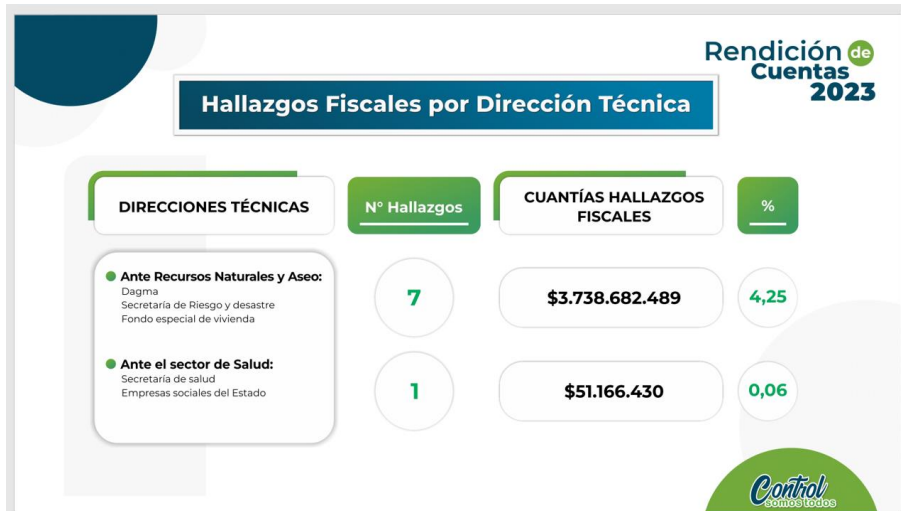 Rendición de
Cuentas
2023
Hallazgos Fiscales por Dirección Técnica
DIRECCIONES TÉCNICAS
N° Hallazgos
CUANTÍAS HALLAZGOS
FISCALES
%
Ante Recursos Naturales y Aseo:
Dagma
Secretaría de Riesgo y desastre
Fondo especial de vivienda
7
$3.738.682.489
4,25
Ante el sector de Salud:
Secretaría de salud
Empresas sociales del Estado
1
$51.166.430
0,06
Control
somos todos